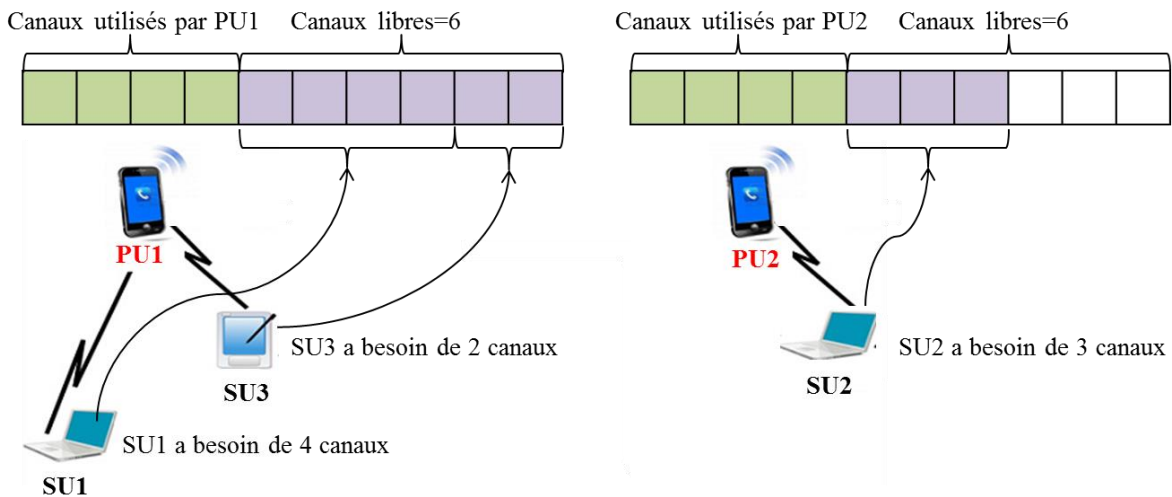 Canaux utilisés par PU1
Canaux libres=6
Canaux utilisés par PU2
Canaux libres=6
PU1
PU2
SU3 a besoin de 2 canaux
SU3
SU2 a besoin de 3 canaux
SU2
SU1 a besoin de 4 canaux
SU1